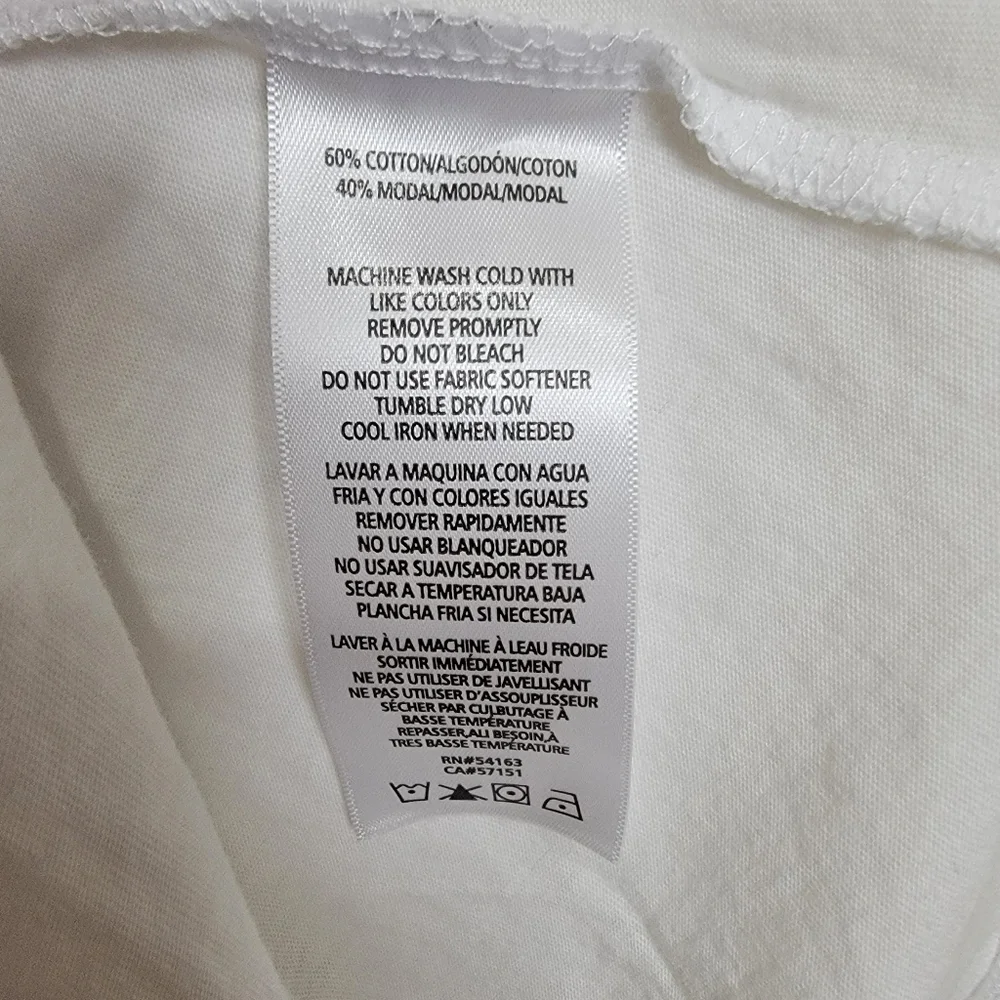 60% COTTON/ALGODÓN/COTON
40% MODAL/MODAL/MODAL
MACHINE WASH COLD WITH
LIKE COLORS ONLY
REMOVE PROMPTLY
DO NOT BLEACH
DO NOT USE FABRIC SOFTENER
TUMBLE DRY LOW
COOL IRON WHEN NEEDED
LAVAR A MAQUINA CON AGUA
FRIA Y CON COLORES IGUALES
REMOVER RAPIDAMENTE
NO USAR BLANQUEADOR
NO USAR SUAVISADOR DE TELA
SECAR A TEMPERATURA BAJA
PLANCHA FRIA SI NECESITA
LAVER À LA MACHINE À LEAU FROIDE
SORTIR IMMÉDIATEMENT
NE PAS UTILISER DE JAVELLISANT
NE PAS UTILISER D'ASSOUPLISSEUR
SÉCHER PAR CULBUTAGE À
BASSE TEMPÉRATURE
REPASSER,ALI BESOIN,À
TRES BASSE TEMPÉRATURE
RN#54163
CA#57151